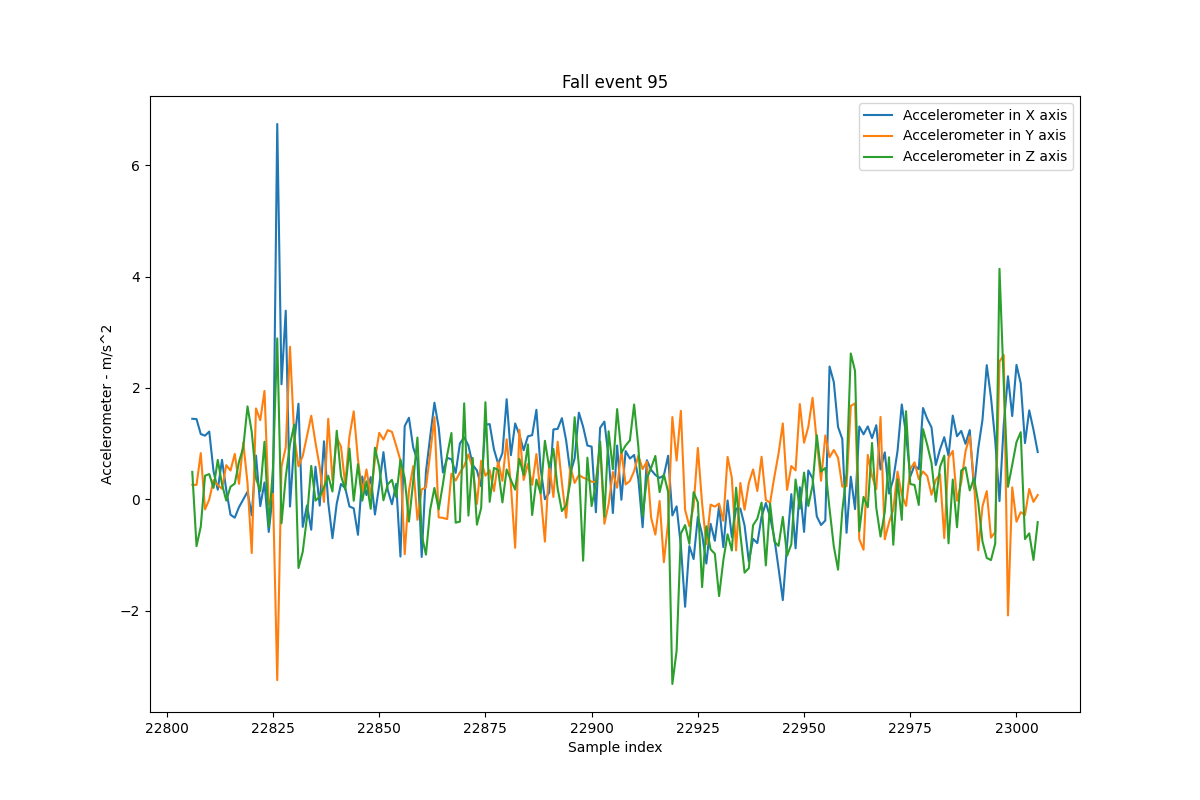 Fall event 95
Accelerometer in X axis
Accelerometer in Y axis
Accelerometer in Z axis
Accelerometer - m/s^2
6
4
2
0
−2
22800 22825 22850 22875 22900 22925 22950 22975 23000
Sample index